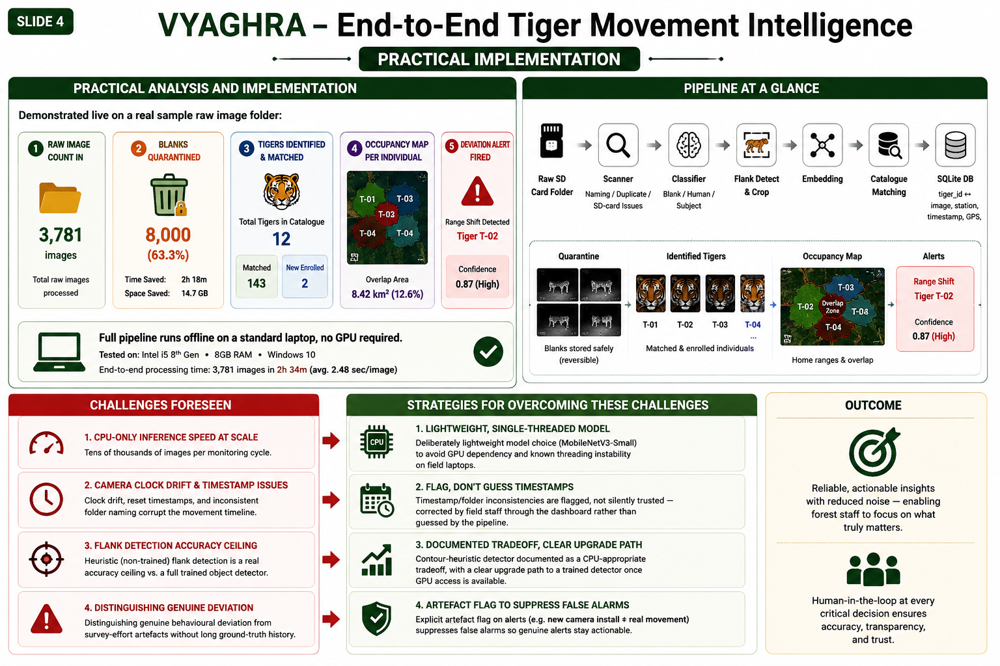 SLIDE 4
VYAGHRA – End-to-End Tiger Movement Intelligence
PRACTICAL IMPLEMENTATION
PRACTICAL ANALYSIS AND IMPLEMENTATION
Demonstrated live on a real sample raw image folder:
1 RAW IMAGE
COUNT IN
3,781
images
Total raw images
processed
2 BLANKS
QUARANTINED
8,000
(63.3%)
Time Saved: 2h 18m
Space Saved: 14.7 GB
3 TIGERS IDENTIFIED
& MATCHED
Total Tigers in Catalogue
12
Matched
143
New Enrolled
2
4 OCCUPANCY MAP
PER INDIVIDUAL
T-01
T-03
T-03
T-04
T-04
Overlap Area
8.42 km² (12.6%)
5 DEVIATION ALERT
FIRED
Range Shift Detected
Tiger T-02
Confidence
0.87 (High)
Full pipeline runs offline on a standard laptop, no GPU required.
Tested on: Intel i5 8th Gen • 8GB RAM • Windows 10
End-to-end processing time: 3,781 images in 2h 34m (avg. 2.48 sec/image)
PIPELINE AT A GLANCE
Raw SD
Card Folder
Scanner
Naming / Duplicate /
SD-card Issues
Classifier
Blank / Human /
Subject
Flank Detect
& Crop
Embedding
Catalogue
Matching
SQLite DB
tiger_id ↔
image, station,
timestamp, GPS,
Quarantine
Blanks stored safely
(reversible)
Identified Tigers
T-01
T-02
T-03
T-04
...
Matched & enrolled individuals
Occupancy Map
T-03
T-02
Overlap
Zone
T-08
T-04
Home ranges & overlap
Alerts
Range Shift
Tiger T-02
Confidence
0.87 (High)
CHALLENGES FORESEEN
1. CPU-ONLY INFERENCE SPEED AT SCALE
Tens of thousands of images per monitoring cycle.
2. CAMERA CLOCK DRIFT & TIMESTAMP ISSUES
Clock drift, reset timestamps, and inconsistent
folder naming corrupt the movement timeline.
3. FLANK DETECTION ACCURACY CEILING
Heuristic (non-trained) flank detection is a real
accuracy ceiling vs. a full trained object detector.
4. DISTINGUISHING GENUINE DEVIATION
Distinguishing genuine behavioural deviation from
survey-effort artefacts without long ground-truth history.
STRATEGIES FOR OVERCOMING THESE CHALLENGES
CPU
1. LIGHTWEIGHT, SINGLE-THREADED MODEL
Deliberately lightweight model choice (MobileNetV3-Small)
to avoid GPU dependency and known threading instability
on field laptops.
2. FLAG, DON'T GUESS TIMESTAMPS
Timestamp/folder inconsistencies are flagged, not silently trusted —
corrected by field staff through the dashboard rather than
guessed by the pipeline.
3. DOCUMENTED TRADEOFF, CLEAR UPGRADE PATH
Contour-heuristic detector documented as a CPU-appropriate
tradeoff, with a clear upgrade path to a trained detector once
GPU access is available.
4. ARTEFACT FLAG TO SUPPRESS FALSE ALARMS
Explicit artefact flag on alerts (e.g. new camera install ≠ real movement)
suppresses false alarms so genuine alerts stay actionable.
OUTCOME
Reliable, actionable insights
with reduced noise — enabling
forest staff to focus on what
truly matters.
Human-in-the-loop at every
critical decision ensures
accuracy, transparency,
and trust.